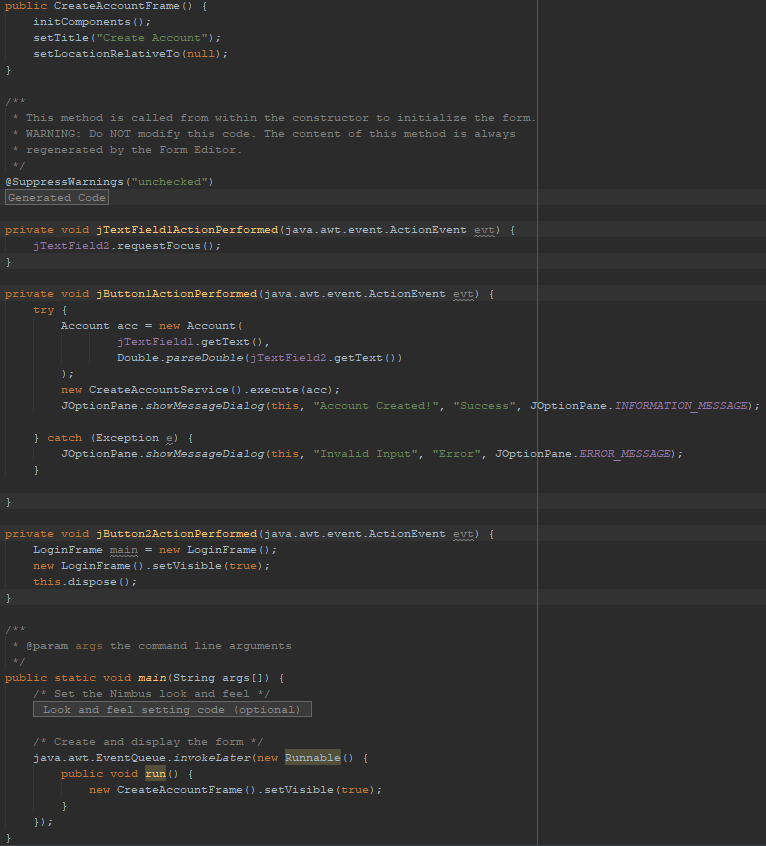 public CreateAccountFrame() {
    initComponents();
    setTitle("Create Account");
    setLocationRelativeTo(null);
}

/**
 * This method is called from within the constructor to initialize the form.
 * WARNING: Do NOT modify this code. The content of this method is always
 * regenerated by the Form Editor.
 */
@SuppressWarnings("unchecked")
Generated Code

private void jTextField1ActionPerformed(java.awt.event.ActionEvent evt) {
    jTextField2.requestFocus();
}

private void jButton1ActionPerformed(java.awt.event.ActionEvent evt) {
    try {
        Account acc = new Account(
                jTextField1.getText(),
                Double.parseDouble(jTextField2.getText())
        );
        new CreateAccountService().execute(acc);
        JOptionPane.showMessageDialog(this, "Account Created!", "Success", JOptionPane.INFORMATION_MESSAGE);

    } catch (Exception e) {
        JOptionPane.showMessageDialog(this, "Invalid Input", "Error", JOptionPane.ERROR_MESSAGE);
    }

}

private void jButton2ActionPerformed(java.awt.event.ActionEvent evt) {
    LoginFrame main = new LoginFrame();
    new LoginFrame().setVisible(true);
    this.dispose();
}

/**
 * @param args the command line arguments
 */
public static void main(String args[]) {
    /* Set the Nimbus look and feel */
    Look and feel setting code (optional)

    /* Create and display the form */
    java.awt.EventQueue.invokeLater(new Runnable() {
        public void run() {
            new CreateAccountFrame().setVisible(true);
        }
    });
}